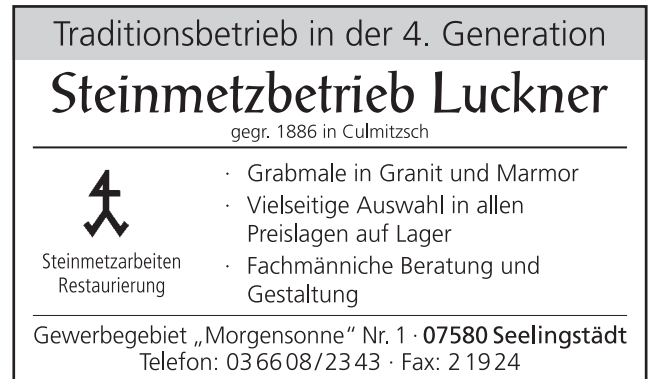 Traditionsbetrieb in der 4. Generation
Steinmetzbetrieb Luckner
gegr. 1886 in Culmitzsch
· Grabmale in Granit und Marmor
· Vielseitige Auswahl in allen
Preislagen auf Lager
· Fachmänniche Beratung und
Gestaltung
Steinmetzarbeiten
Restaurierung
Gewerbegebiet „Morgensonne“ Nr. 1 · 07580 Seelingstädt
Telefon: 03 66 08/23 43 · Fax: 2 19 24